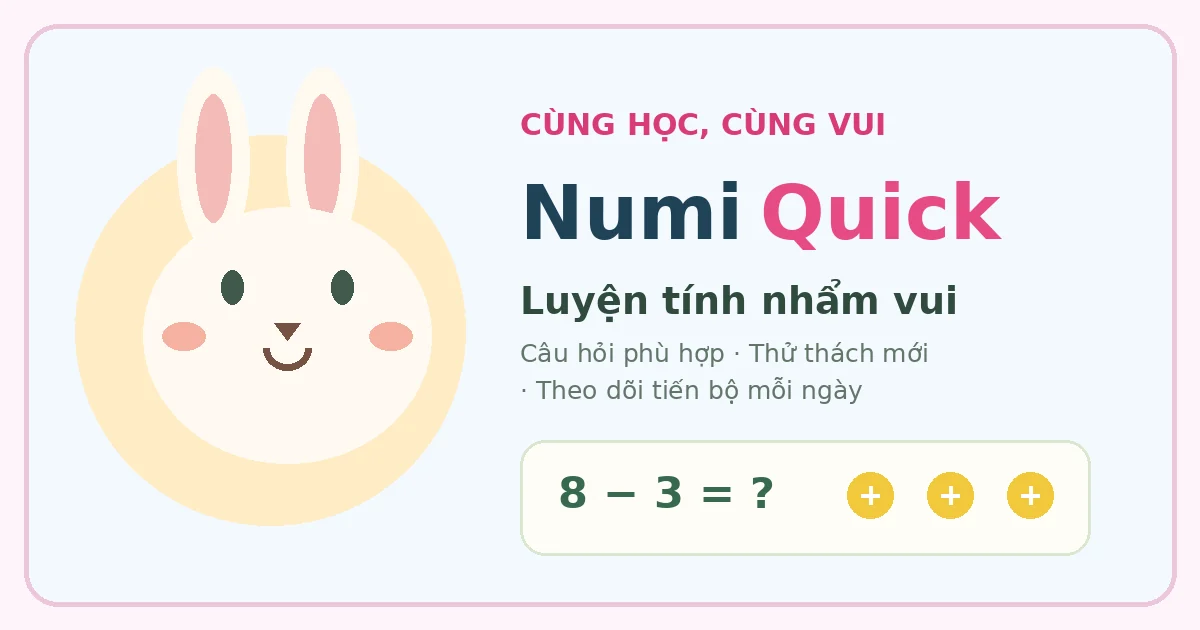 CÙNG HỌC, CÙNG VUI
Numi Quick
Luyện tính nhẩm vui
Câu hỏi phù hợp · Thử thách mới
· Theo dõi tiến bộ mỗi ngày
8 − 3 = ? + + +